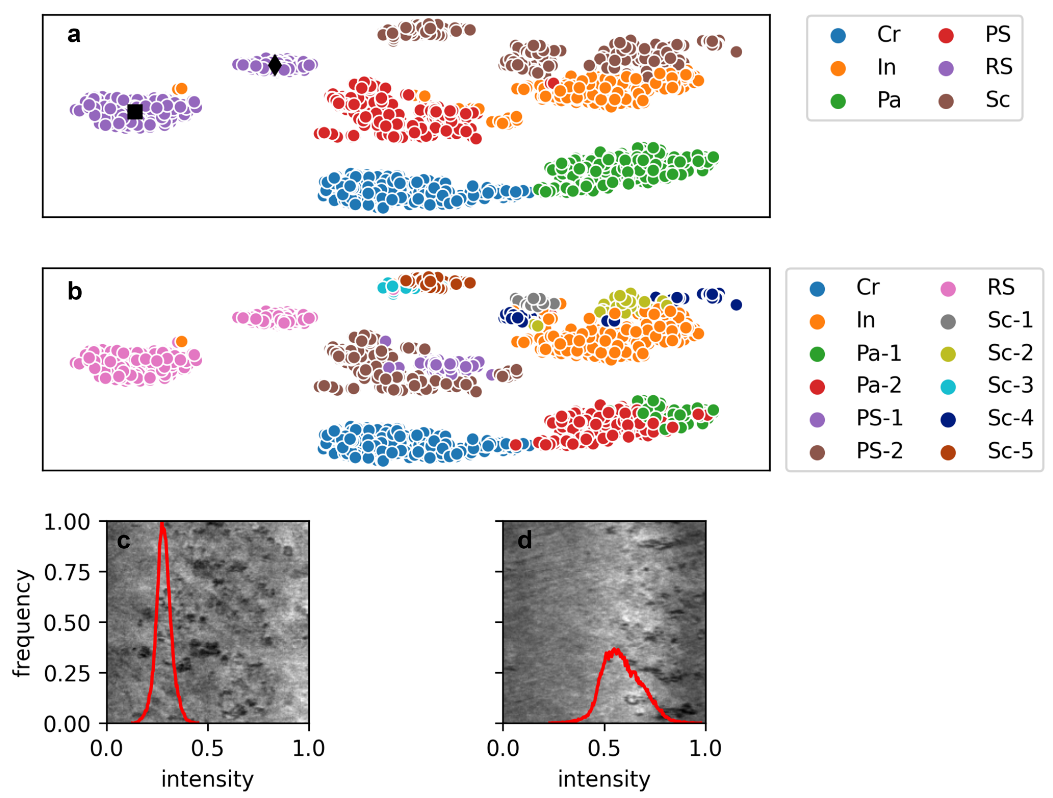 a
Cr PS
In RS
Pa Sc
b
Cr RS
In Sc-1
Pa-1 Sc-2
Pa-2 Sc-3
PS-1 Sc-4
PS-2 Sc-5
c
frequency
1.00
0.75
0.50
0.25
0.00
0.0 0.5 1.0
intensity
d
0.0 0.5 1.0
intensity